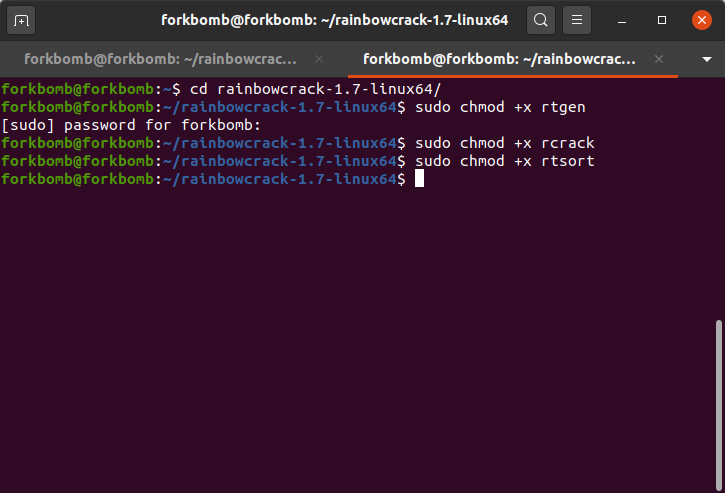 forkbomb@forkbomb: ~/rainbowcrack-1.7-linux64
forkbomb@forkbomb: ~/rainbowcrac...
forkbomb@forkbomb: ~/rainbowcrac...
forkbomb@forkbomb:~$ cd rainbowcrack-1.7-linux64/
forkbomb@forkbomb:~/rainbowcrack-1.7-linux64$ sudo chmod +x rtgen
[sudo] password for forkbomb:
forkbomb@forkbomb:~/rainbowcrack-1.7-linux64$ sudo chmod +x rcrack
forkbomb@forkbomb:~/rainbowcrack-1.7-linux64$ sudo chmod +x rtsort
forkbomb@forkbomb:~/rainbowcrack-1.7-linux64$